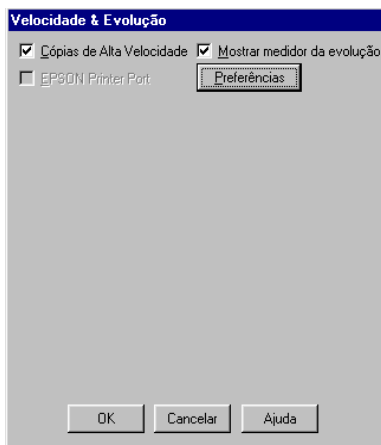 Velocidade & Evolução
Cópias de Alta Velocidade Mostrar medidor da evolução
EPSON Printer Port Preferências
OK Cancelar Ajuda